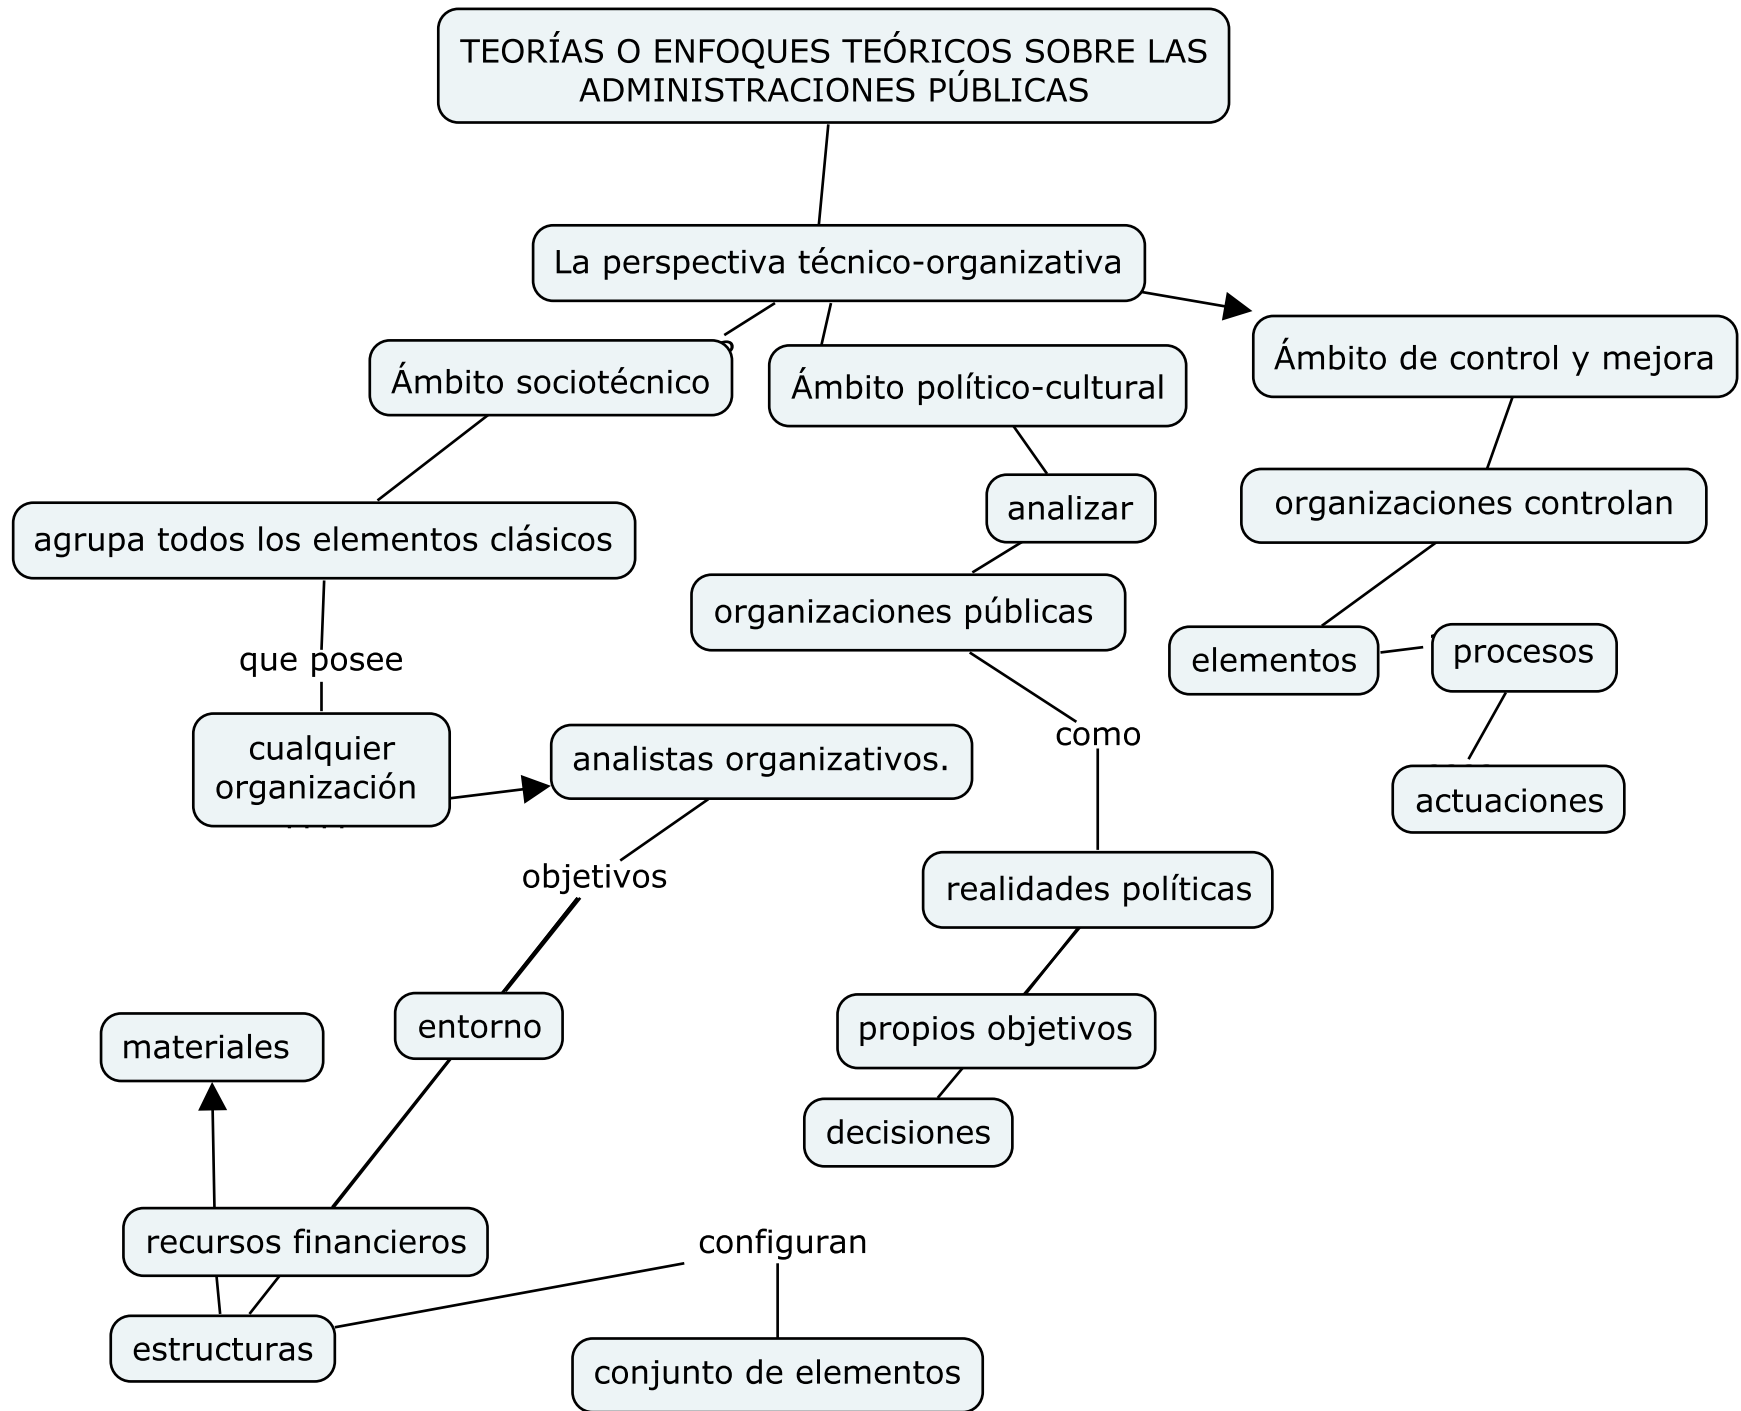 TEORÍAS O ENFOQUES TEÓRICOS SOBRE LAS
ADMINISTRACIONES PÚBLICAS
La perspectiva técnico-organizativa
Ámbito sociotécnico
Ámbito político-cultural
Ámbito de control y mejora
agrupa todos los elementos clásicos
analizar
organizaciones controlan
organizaciones públicas
que posee
elementos
procesos
cualquier
organización
analistas organizativos.
como
actuaciones
objetivos
realidades políticas
materiales
entorno
propios objetivos
decisiones
recursos financieros
configuran
estructuras
conjunto de elementos